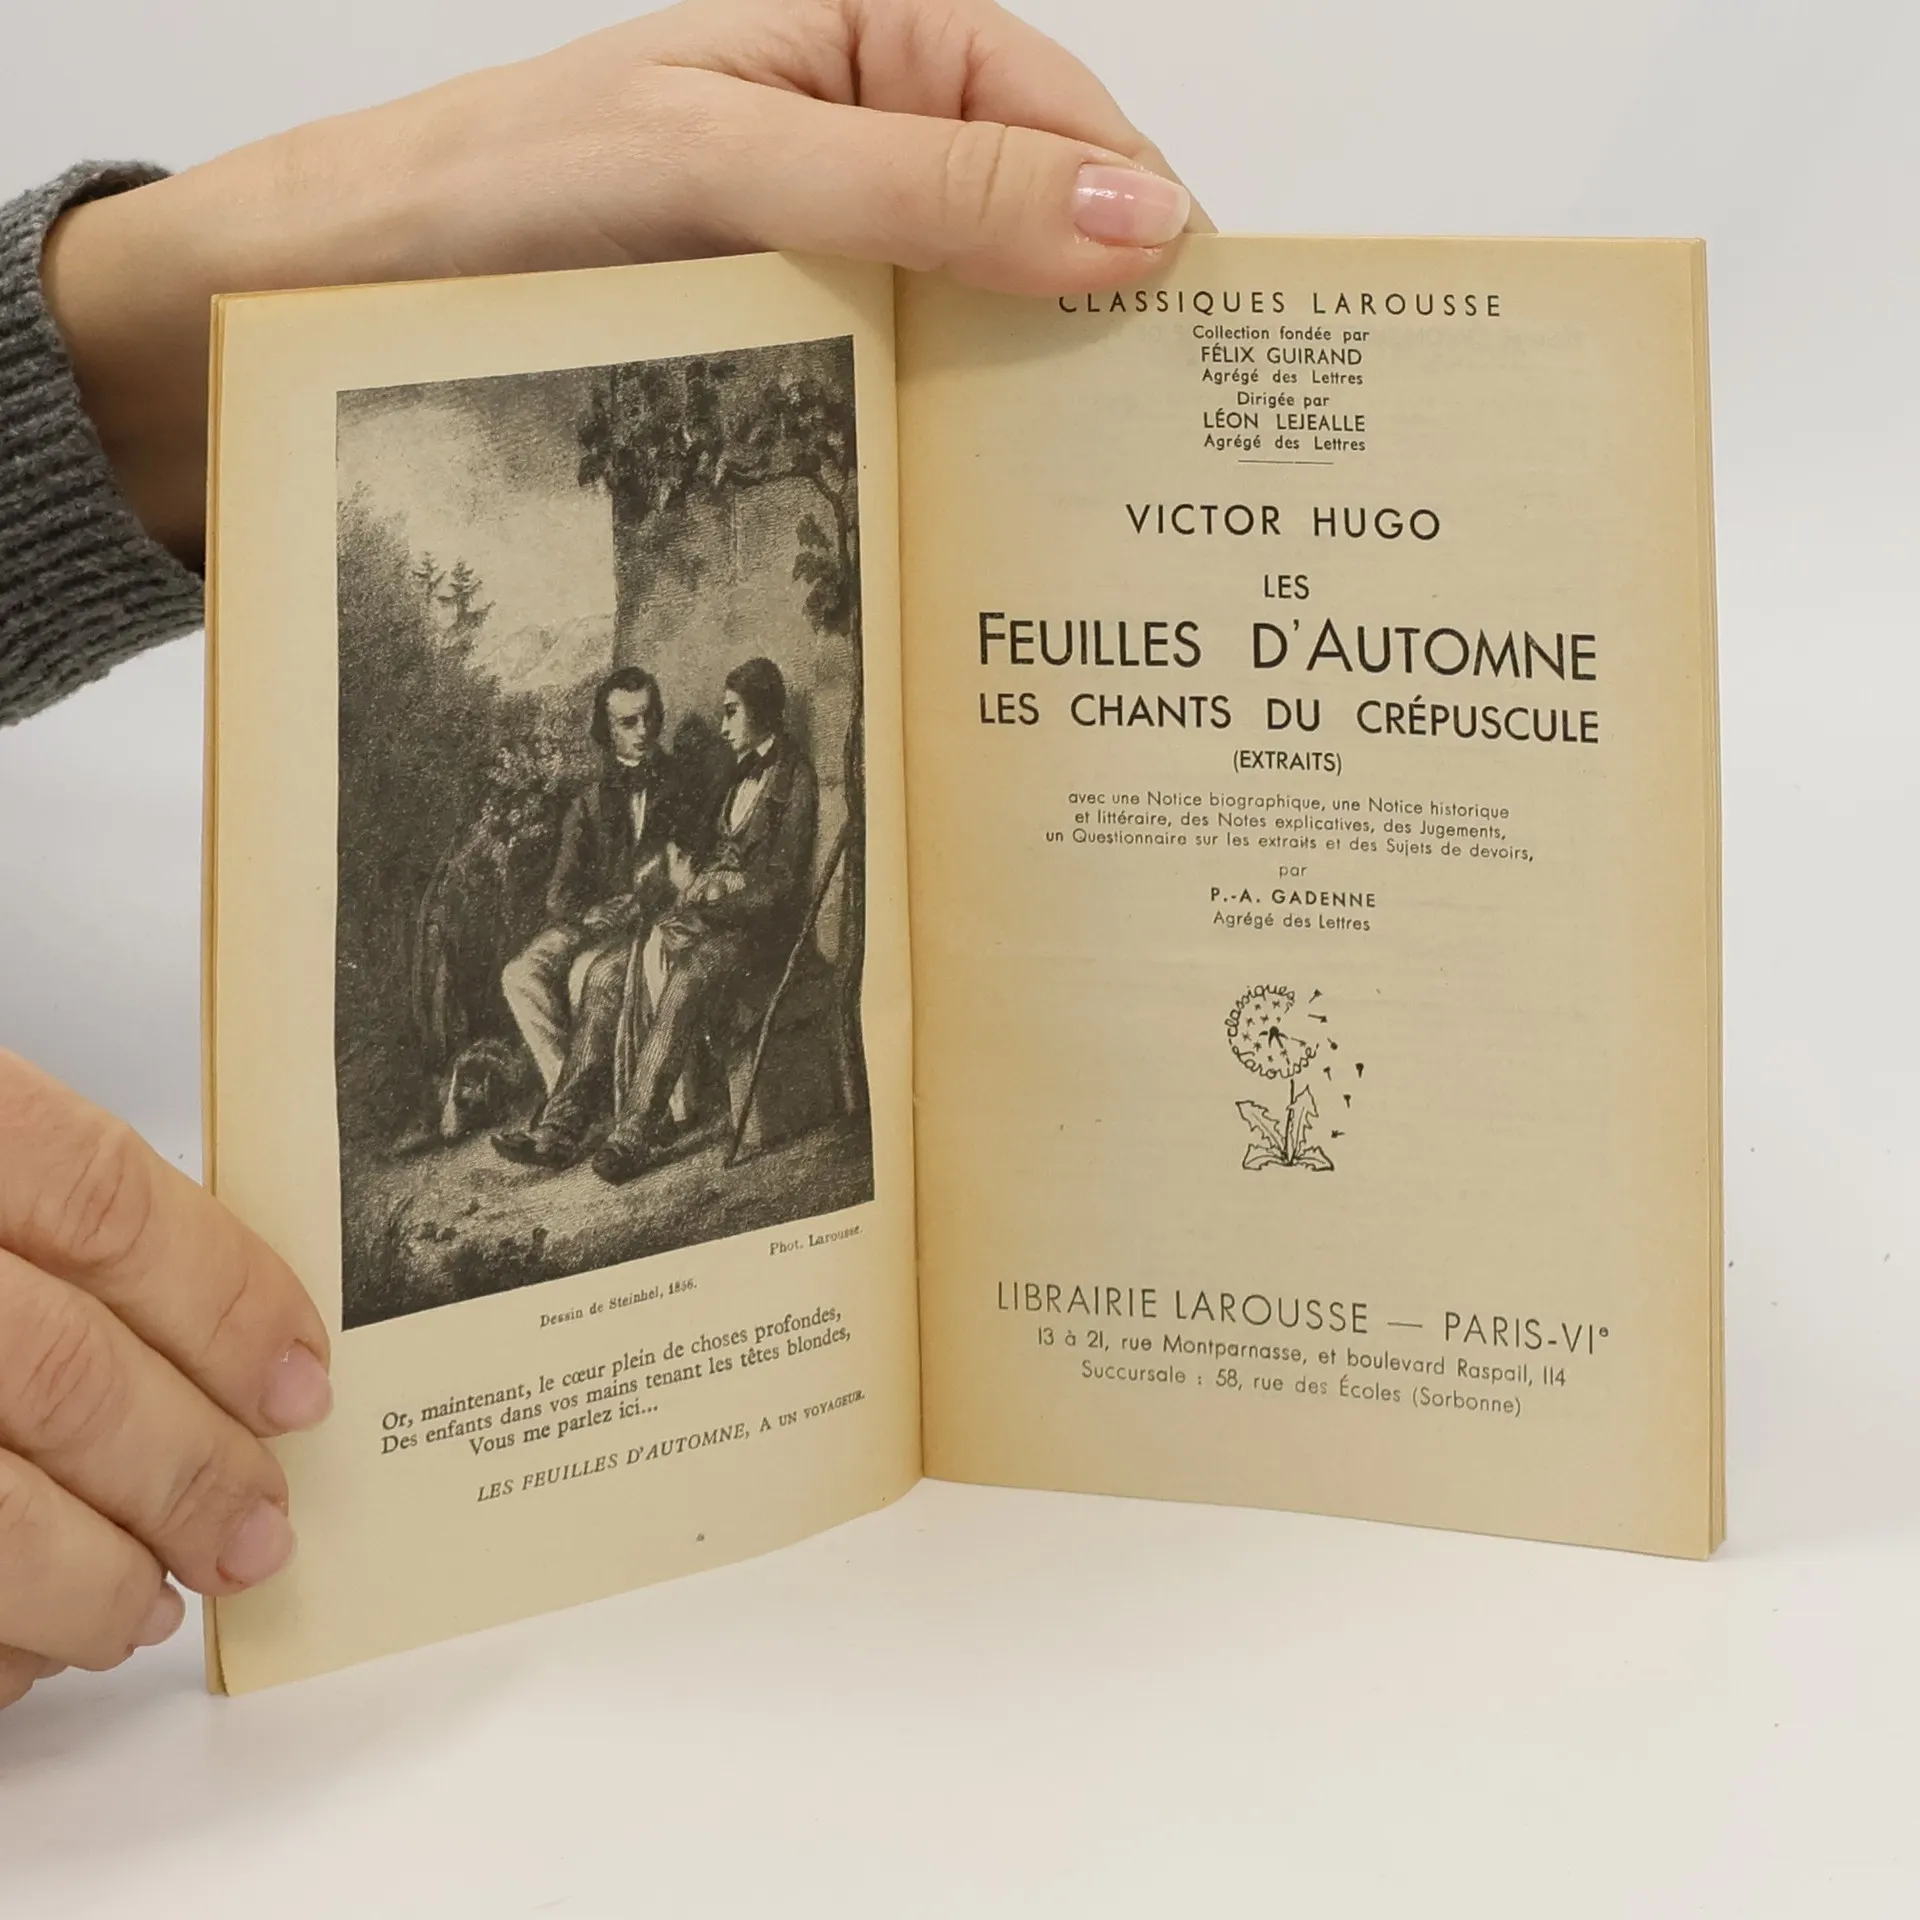 Phot. Larousse.
Dessin de Steinhel, 1856.
Or, maintenant, le cœur plein de choses profondes,
Des enfants dans vos mains tenant les têtes blondes,
Vous me parlez ici...
LES FEUILLES D'AUTOMNE, A UN VOYAGEUR.
CLASSIQUES LAROUSSE
Collection fondée par
FÉLIX GUIRAND
Agrégé des Lettres
Dirigée par
LÉON LEJEALLE
Agrégé des Lettres
VICTOR HUGO
LES
FEUILLES D'AUTOMNE
LES CHANTS DU CRÉPUSCULE
(EXTRAITS)
avec une Notice biographique, une Notice historique
et littéraire, des Notes explicatives, des Jugements,
un Questionnaire sur les extraits et des Sujets de devoirs,
par
P.-A. GADENNE
Agrégé des Lettres
classiques
Larousse
LIBRAIRIE LAROUSSE — PARIS-VIe
13 à 21, rue Montparnasse, et boulevard Raspail, 114
Succursale : 58, rue des Écoles (Sorbonne)